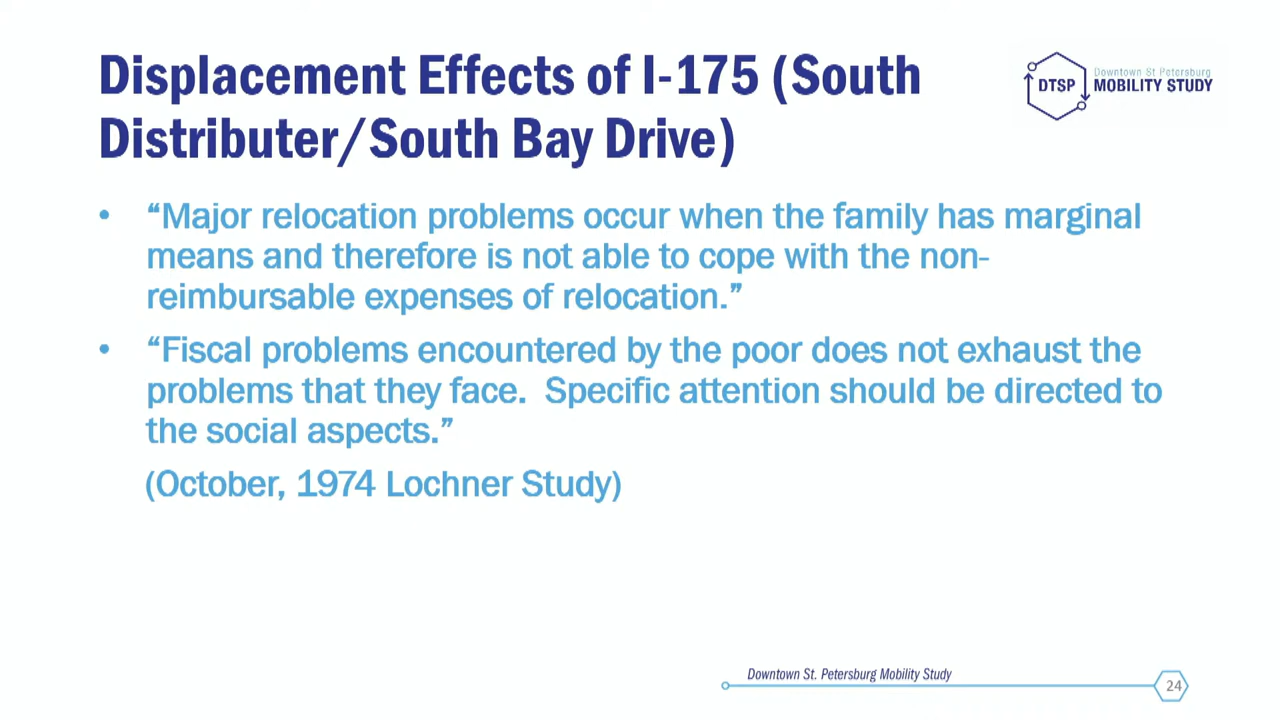 Displacement Effects of I-175 (South
Distributer/South Bay Drive)
DTSP
Downtown St. Petersburg
MOBILITY STUDY
• “Major relocation problems occur when the family has marginal
means and therefore is not able to cope with the non-
reimbursable expenses of relocation.”
• “Fiscal problems encountered by the poor does not exhaust the
problems that they face.  Specific attention should be directed to
the social aspects.”
(October, 1974 Lochner Study)
Downtown St. Petersburg Mobility Study
24